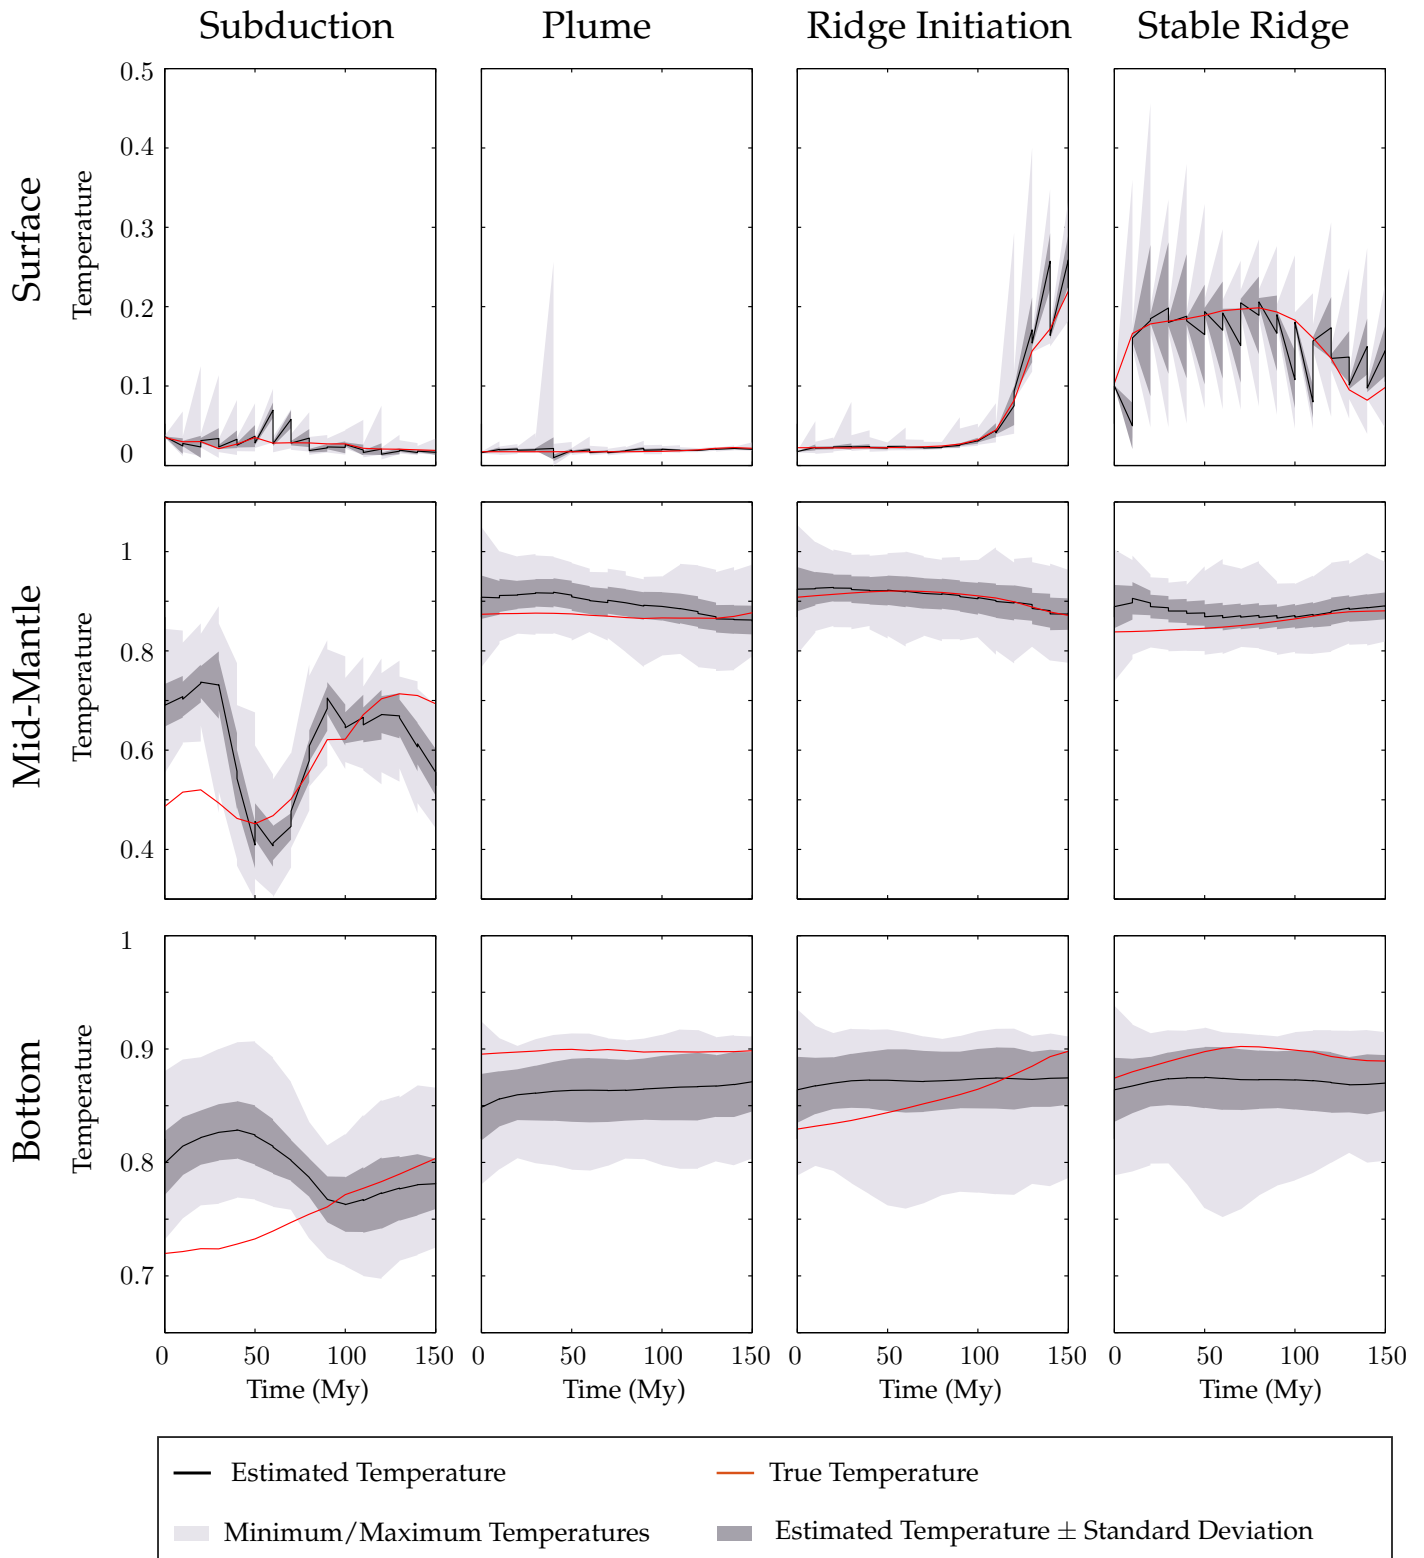 Subduction Plume Ridge Initiation Stable Ridge
Surface
Temperature
0.5
0.4
0.3
0.2
0.1
0
Mid-Mantle
Temperature
1
0.8
0.6
0.4
Bottom
Temperature
1
0.9
0.8
0.7
0 50 100 150 0 50 100 150 0 50 100 150 0 50 100 150
Time (My) Time (My) Time (My) Time (My)
Estimated Temperature True Temperature
Minimum/Maximum Temperatures Estimated Temperature ± Standard Deviation